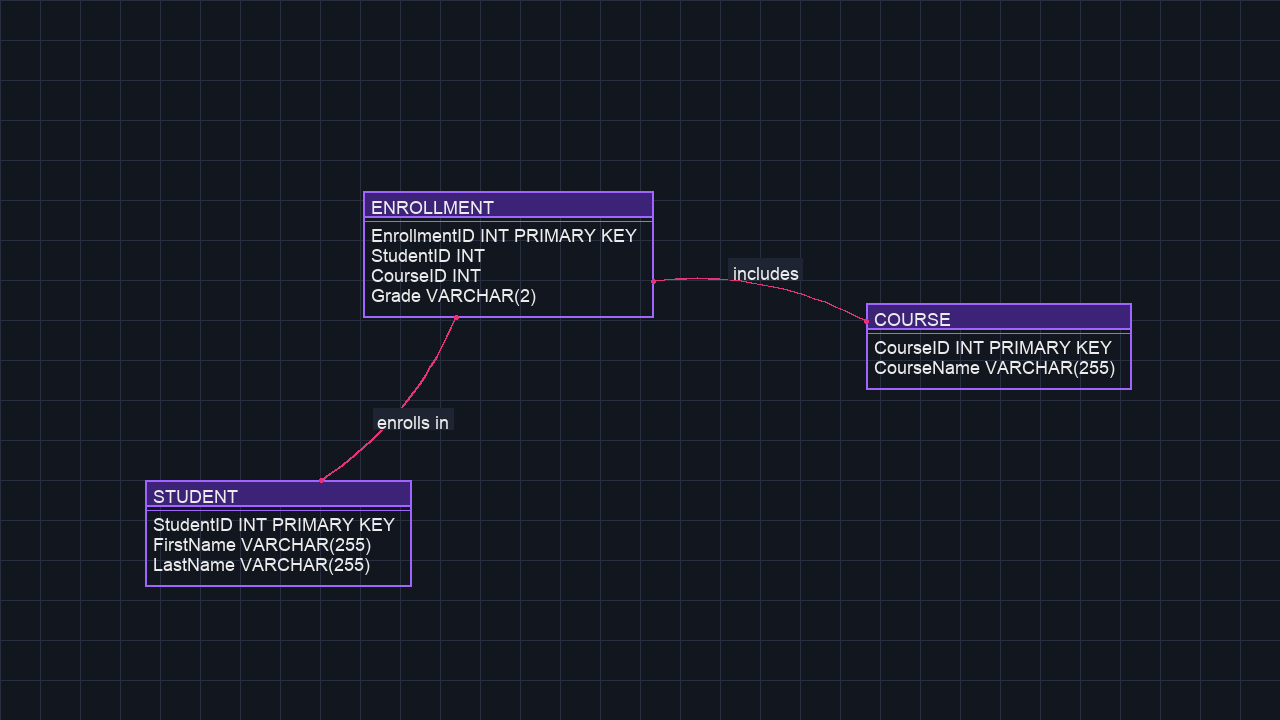 ENROLLMENT
EnrollmentID INT PRIMARY KEY
StudentID INT
CourseID INT
Grade VARCHAR(2)
includes
COURSE
CourseID INT PRIMARY KEY
CourseName VARCHAR(255)
enrolls in
STUDENT
StudentID INT PRIMARY KEY
FirstName VARCHAR(255)
LastName VARCHAR(255)